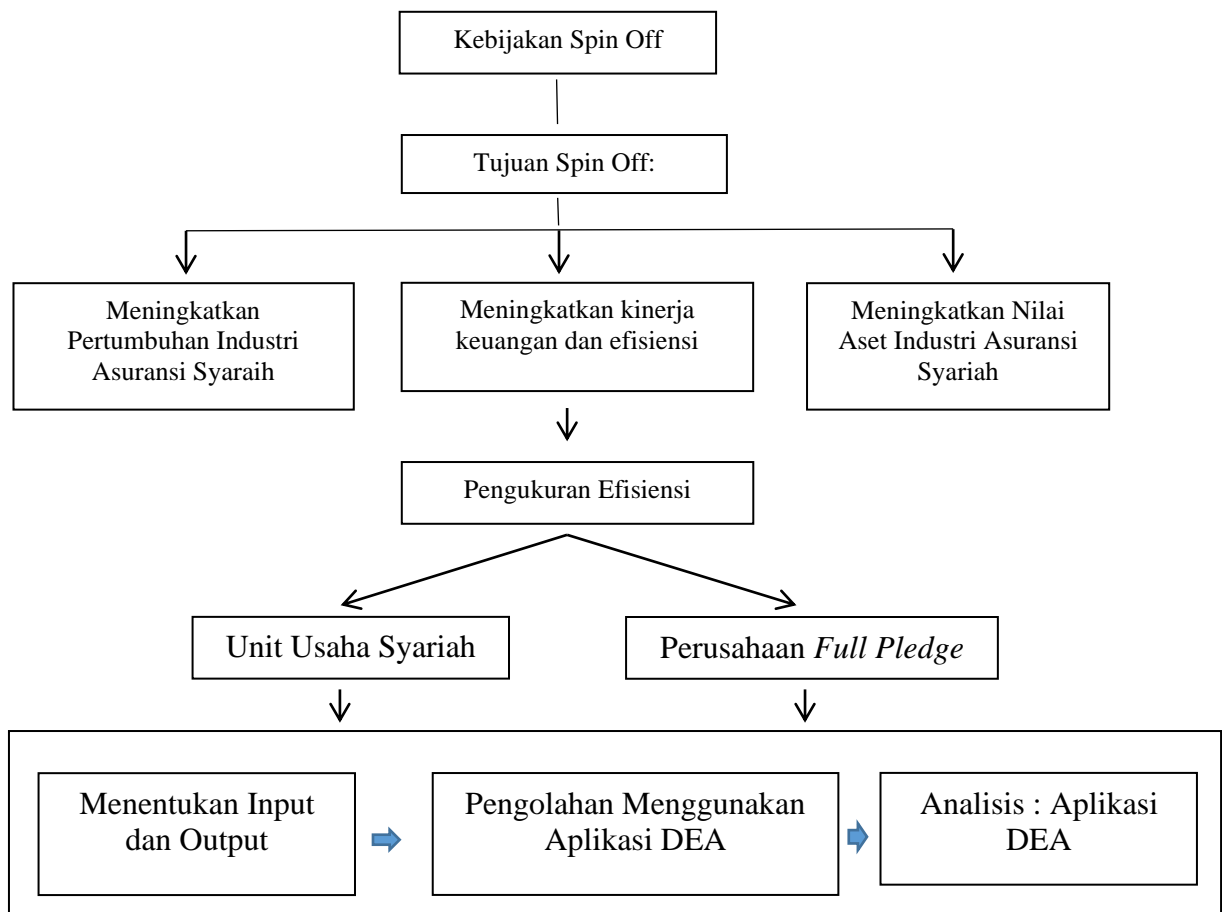 Kebijakan Spin Off
Tujuan Spin Off:
Meningkatkan
Pertumbuhan Industri
Asuransi Syaraih
Meningkatkan kinerja
keuangan dan efisiensi
Meningkatkan Nilai
Aset Industri Asuransi
Syariah
Pengukuran Efisiensi
Unit Usaha Syariah
Perusahaan Full Pledge
Menentukan Input
dan Output
Pengolahan Menggunakan
Aplikasi DEA
Analisis : Aplikasi
DEA